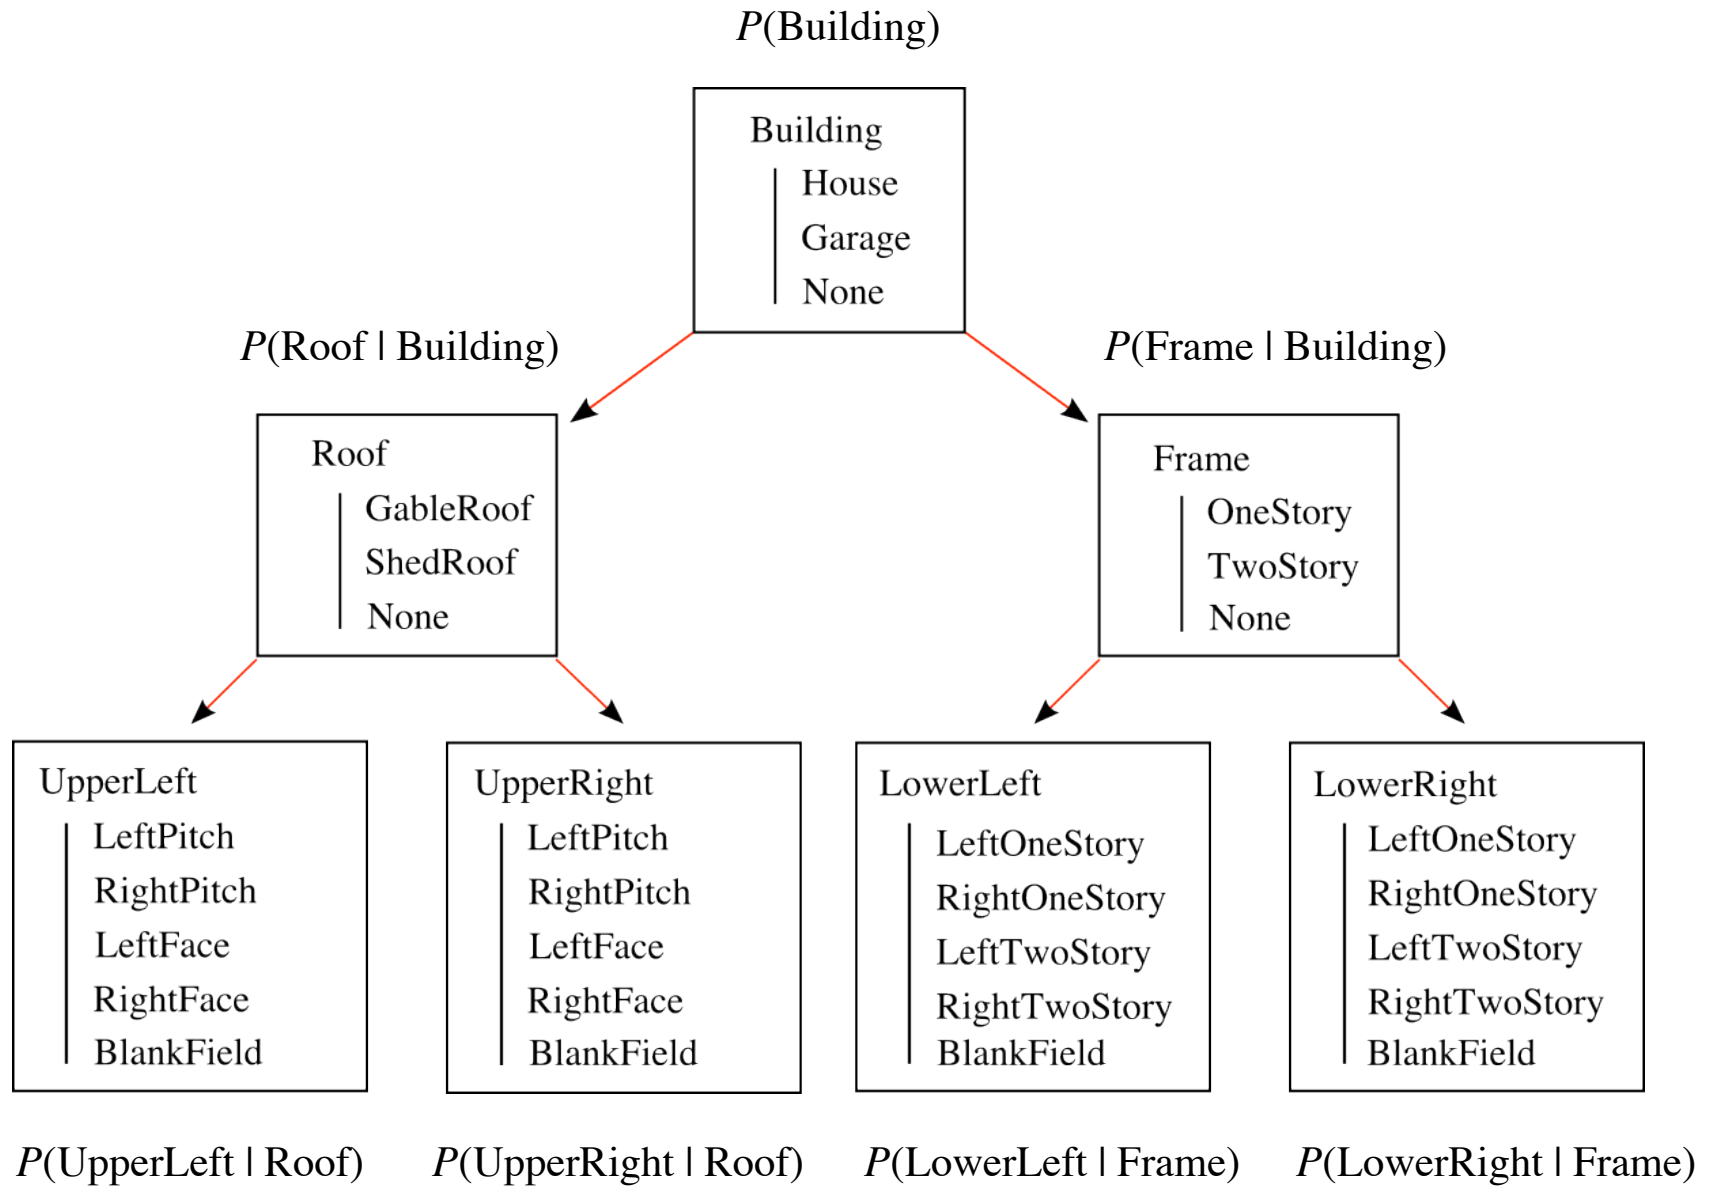 P(Building)
Building
House
Garage
None
P(Roof | Building)
P(Frame | Building)
Roof
GableRoof
ShedRoof
None
Frame
OneStory
TwoStory
None
UpperLeft
LeftPitch
RightPitch
LeftFace
RightFace
BlankField
UpperRight
LeftPitch
RightPitch
LeftFace
RightFace
BlankField
LowerLeft
LeftOneStory
RightOneStory
LeftTwoStory
RightTwoStory
BlankField
LowerRight
LeftOneStory
RightOneStory
LeftTwoStory
RightTwoStory
BlankField
P(UpperLeft | Roof)
P(UpperRight | Roof)
P(LowerLeft | Frame)
P(LowerRight | Frame)